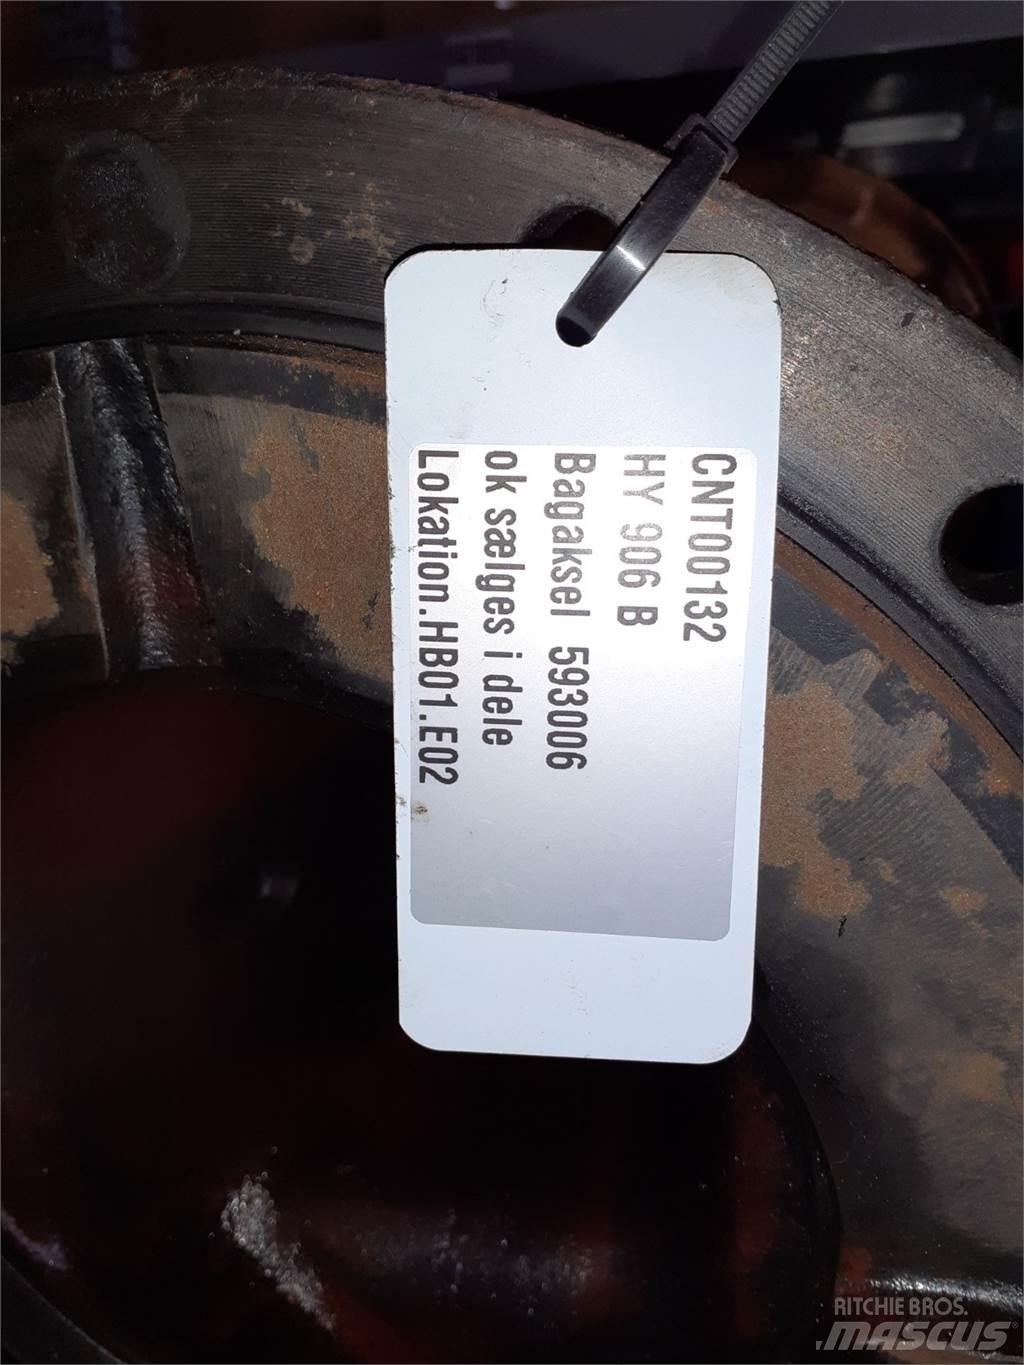 CNT00132
HY 906 B
Bagaksel 593006
ok sælges i dele
Lokation.HB01.E02
RITCHIE BROS.
MASCUS